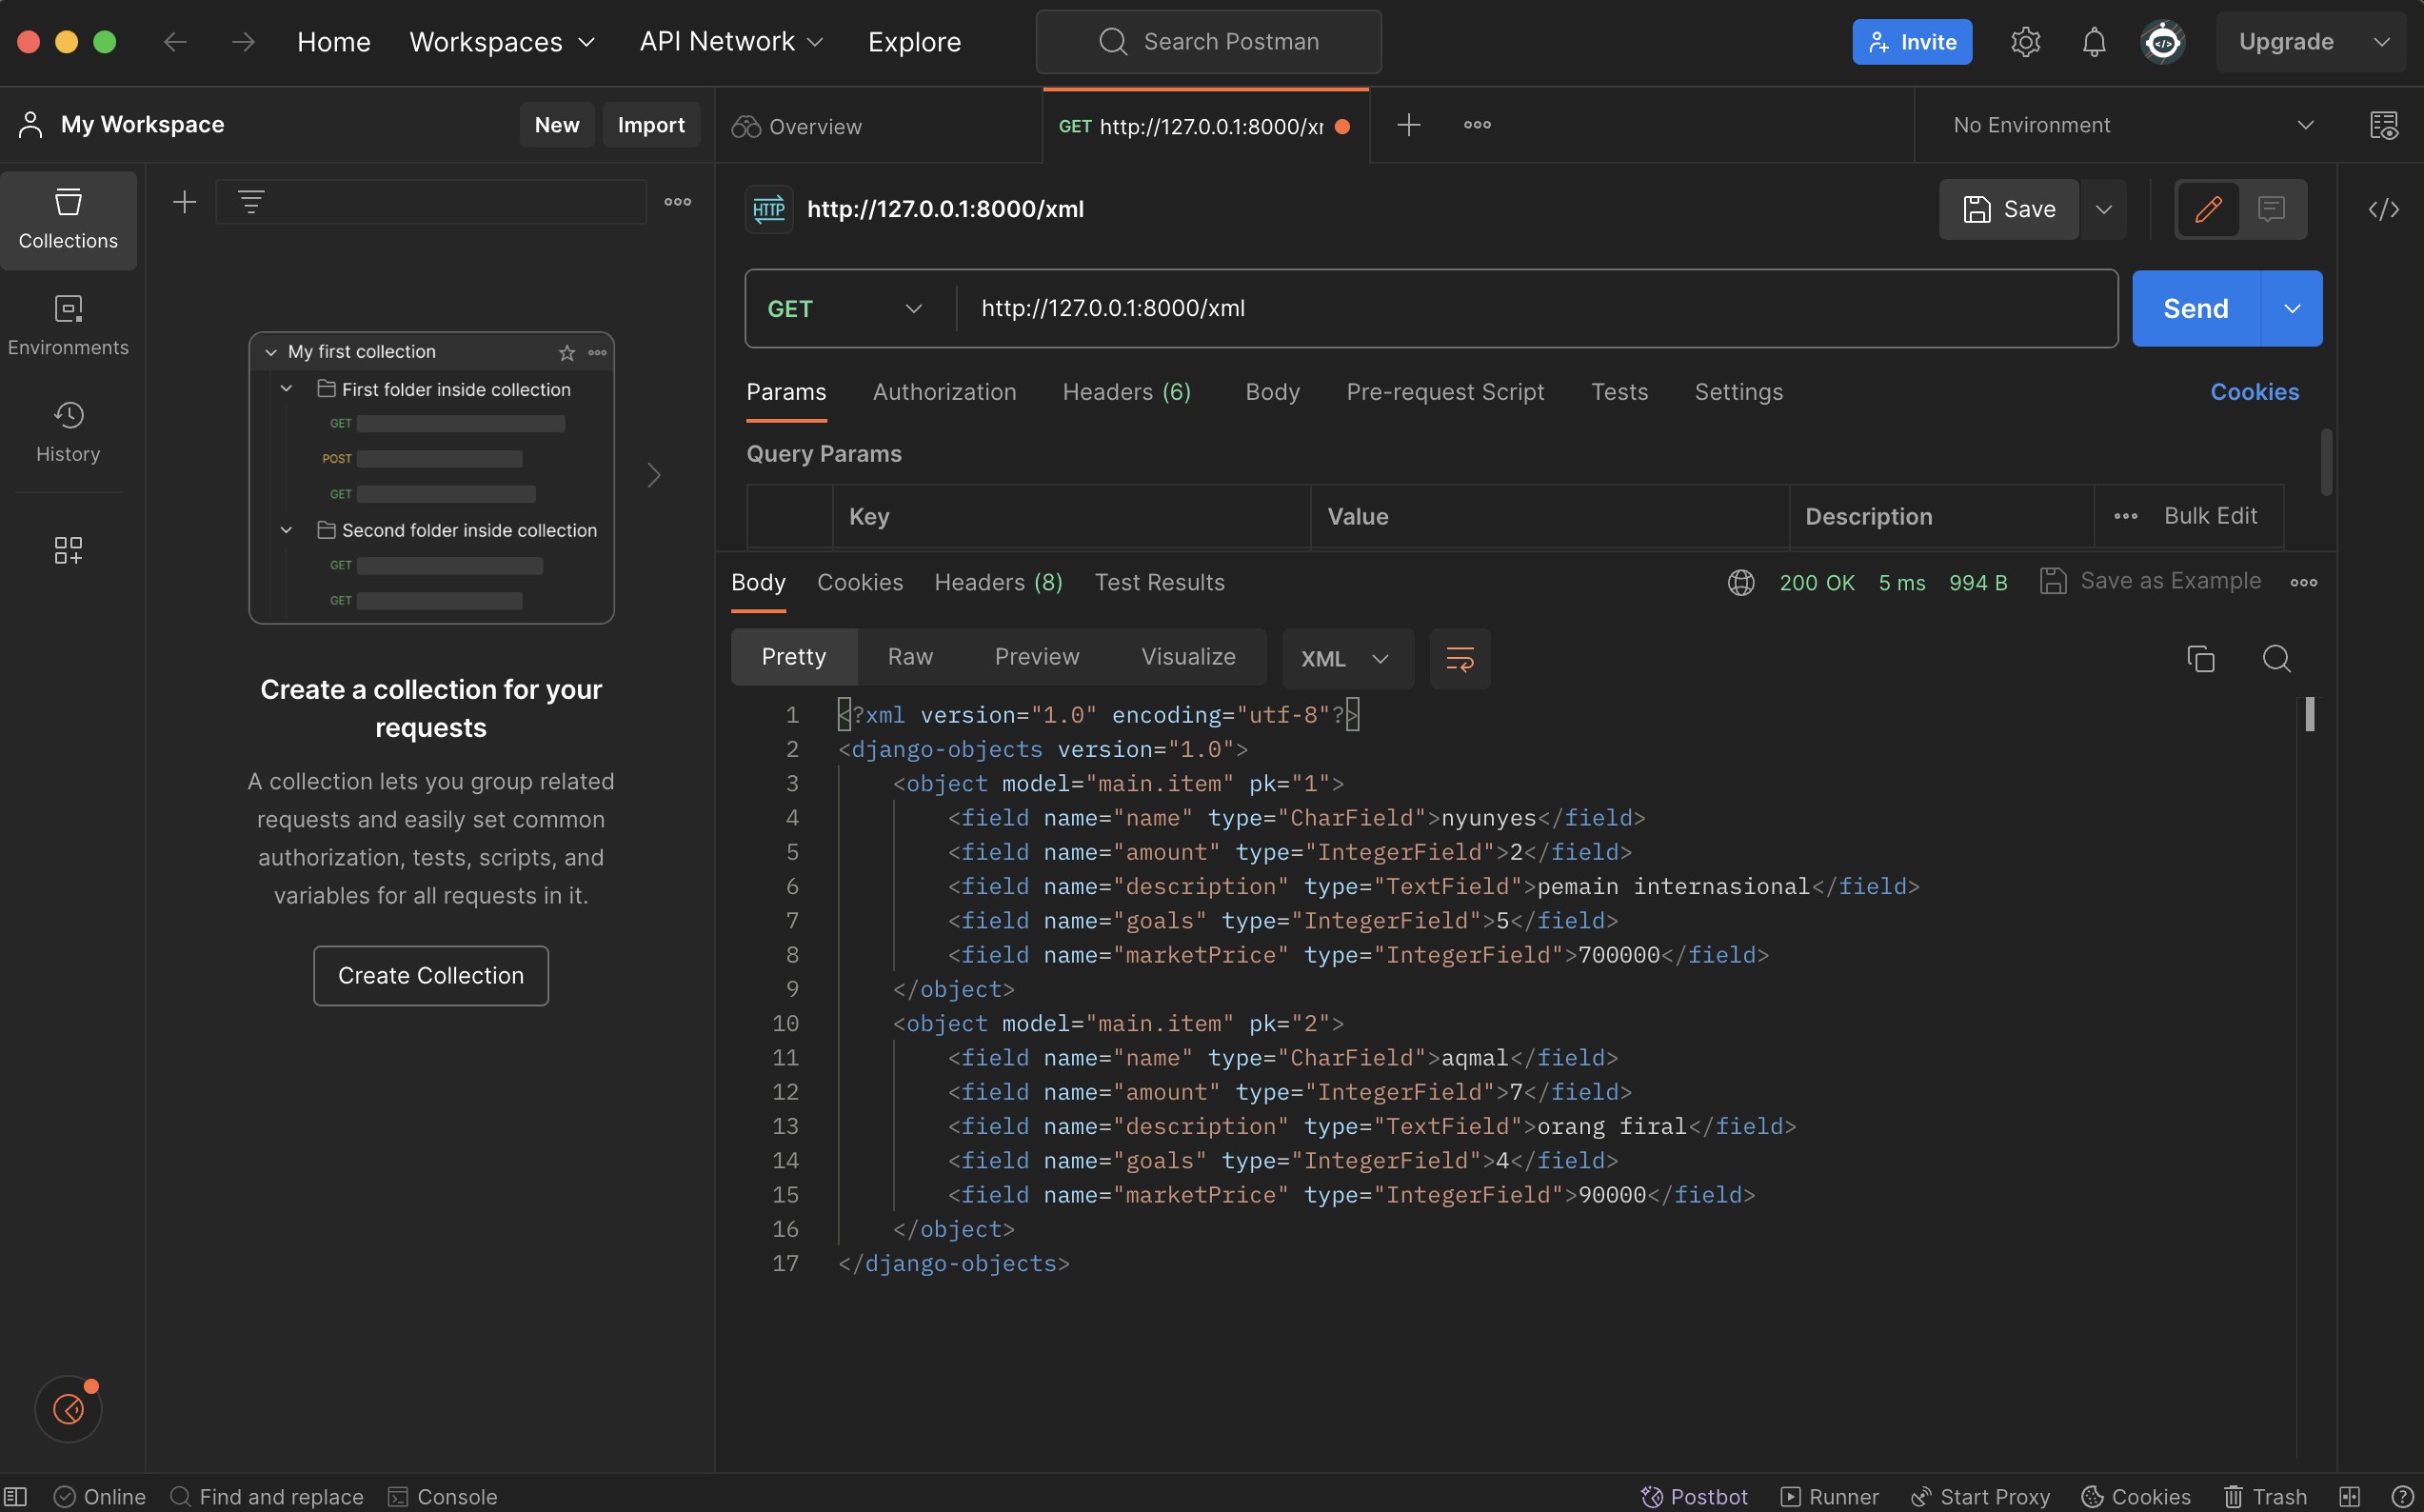 Home Workspaces API Network Explore Search Postman Invite Upgrade
My Workspace New Import Overview GET http://127.0.0.1:8000/xr No Environment
Collections
Environments
History
My first collection
First folder inside collection
GET
POST
GET
Second folder inside collection
GET
GET
Create a collection for your
requests
A collection lets you group related
requests and easily set common
authorization, tests, scripts, and
variables for all requests in it.
Create Collection
HTTP http://127.0.0.1:8000/xml Save
GET http://127.0.0.1:8000/xml Send
Params Authorization Headers (6) Body Pre-request Script Tests Settings Cookies
Query Params
Key Value Description Bulk Edit
Body Cookies Headers (8) Test Results 200 OK 5 ms 994 B Save as Example
Pretty Raw Preview Visualize XML
1 <?xml version="1.0" encoding="utf-8"?>
2 <django-objects version="1.0">
3 <object model="main.item" pk="1">
4 <field name="name" type="CharField">nyunyes</field>
5 <field name="amount" type="IntegerField">2</field>
6 <field name="description" type="TextField">pemain internasional</field>
7 <field name="goals" type="IntegerField">5</field>
8 <field name="marketPrice" type="IntegerField">700000</field>
9 </object>
10 <object model="main.item" pk="2">
11 <field name="name" type="CharField">aqmal</field>
12 <field name="amount" type="IntegerField">7</field>
13 <field name="description" type="TextField">orang firal</field>
14 <field name="goals" type="IntegerField">4</field>
15 <field name="marketPrice" type="IntegerField">90000</field>
16 </object>
17 </django-objects>
Online Find and replace Console Postbot Runner Start Proxy Cookies Trash